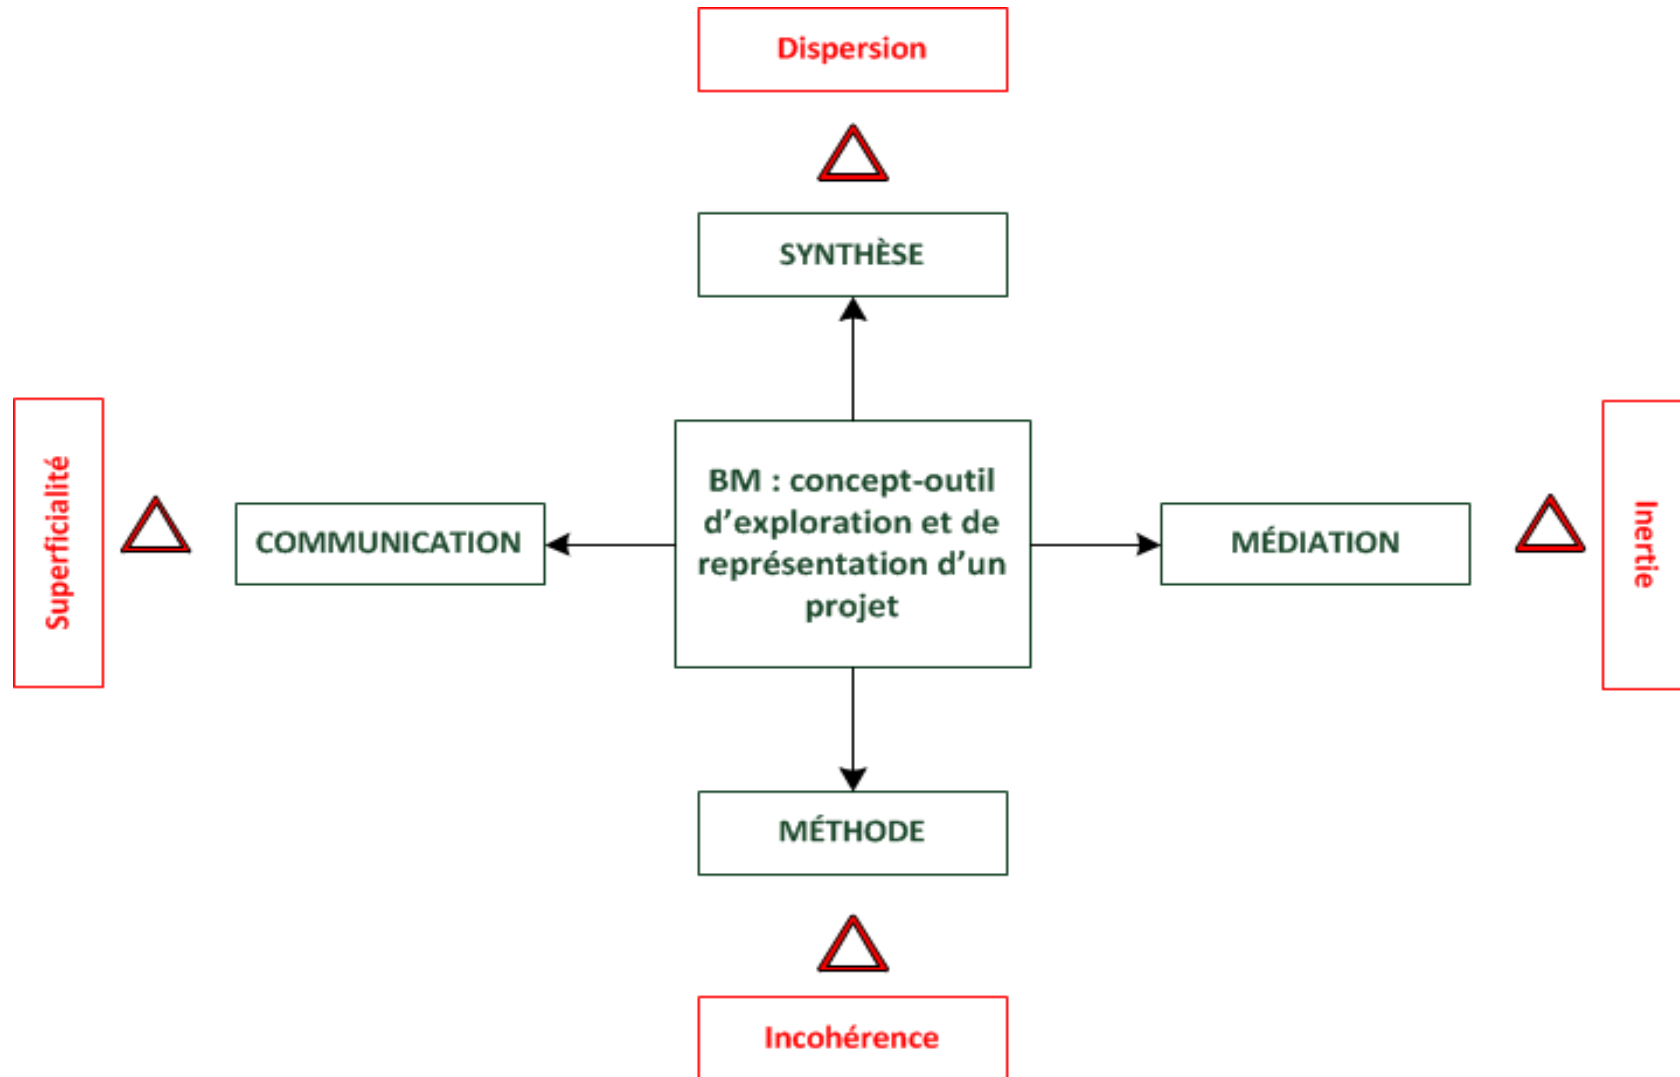 Dispersion
SYNTHÈSE
Superficialité
COMMUNICATION
BM : concept-outil
d’exploration et de
représentation d’un
projet
MÉDIATION
Inertie
MÉTHODE
Incohérence